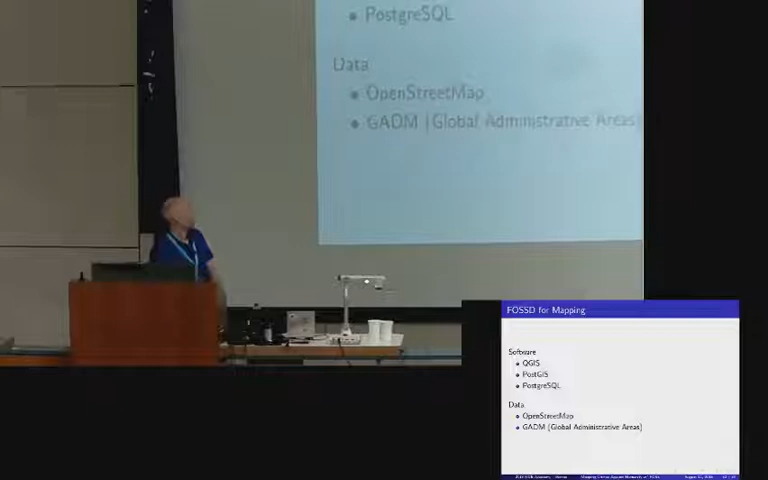 PostgreSQL
Data
OpenStreetMap
GADM (Global Administrative Areas)
FOSSD for Mapping
Software
QGIS
PostGIS
PostgreSQL
Data
OpenStreetMap
GADM (Global Administrative Areas)